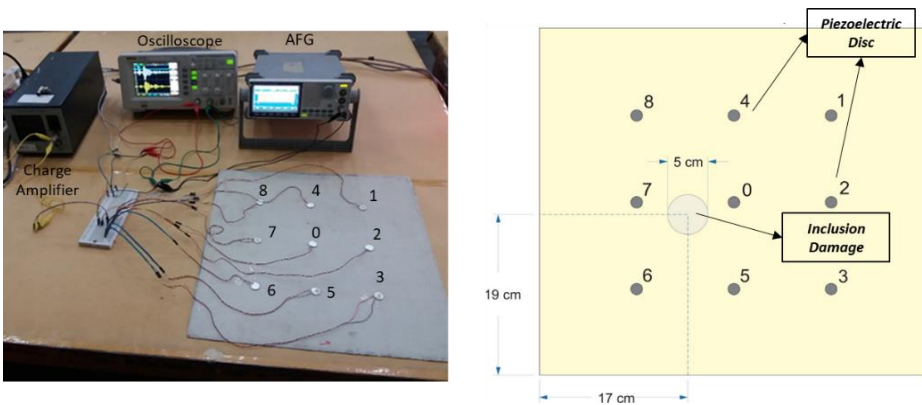 Oscilloscope
AFG
Charge
Amplifier
8
4
1
7
0
2
6
5
3
Piezoelectric
Disc
8
4
1
5 cm
7
0
2
Inclusion
Damage
6
5
3
19 cm
17 cm